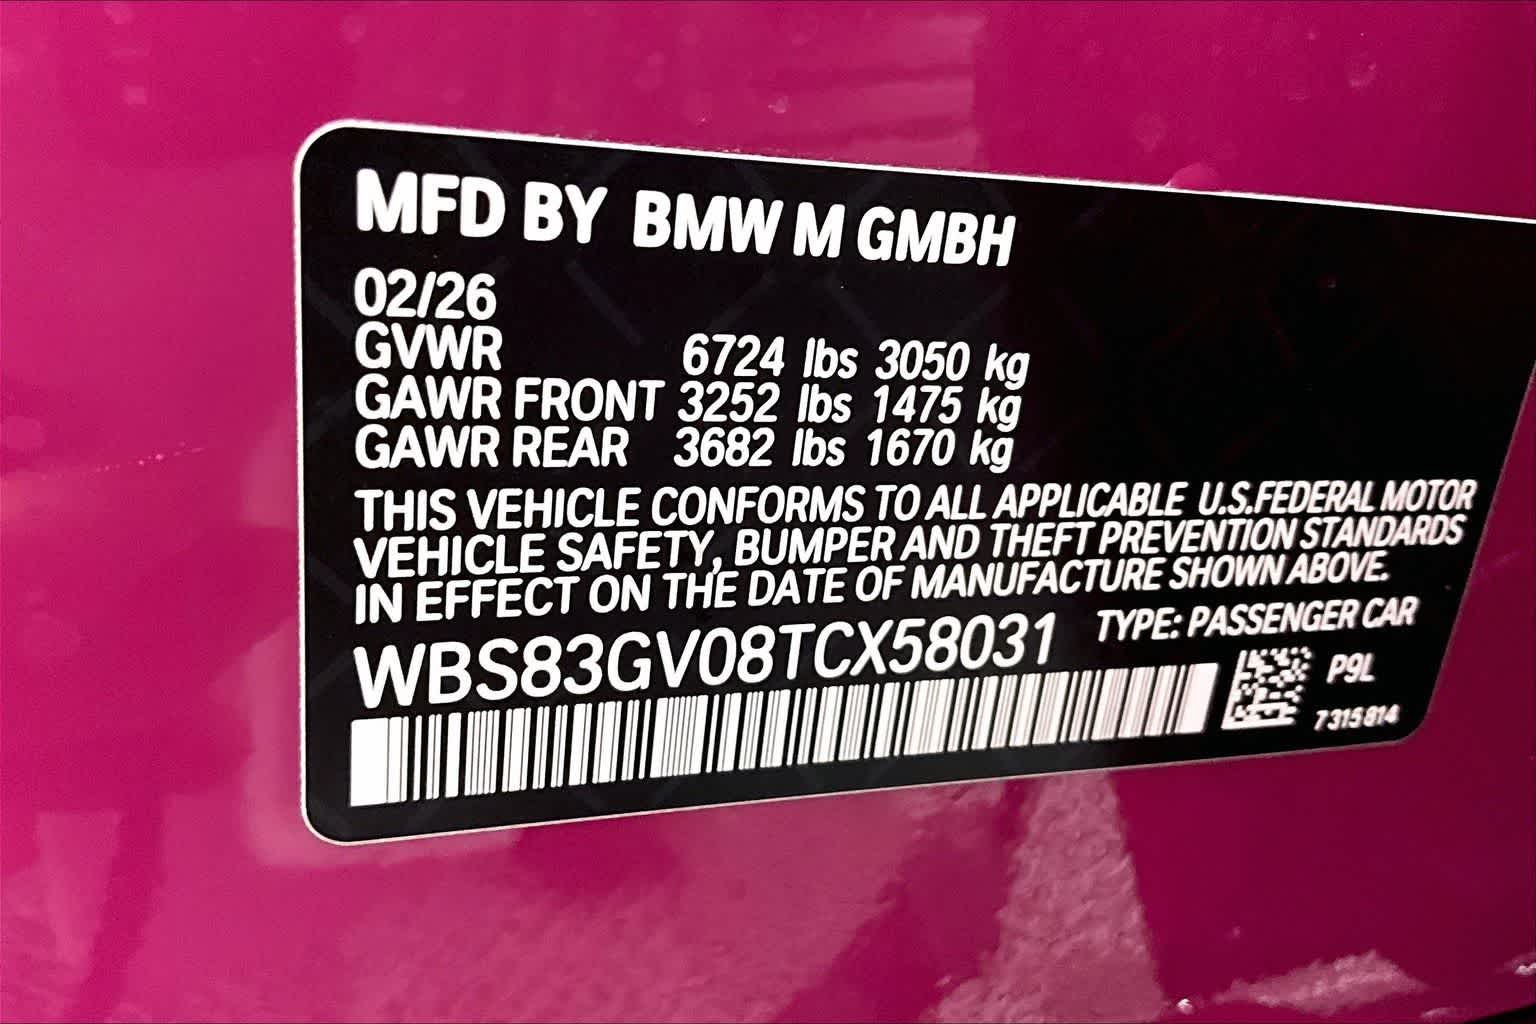 MFD BY BMW M GMBH
02/26
GVWR 6724 lbs 3050 kg
GAWR FRONT 3252 lbs 1475 kg
GAWR REAR 3682 lbs 1670 kg
THIS VEHICLE CONFORMS TO ALL APPLICABLE U.S.FEDERAL MOTOR
VEHICLE SAFETY, BUMPER AND THEFT PREVENTION STANDARDS
IN EFFECT ON THE DATE OF MANUFACTURE SHOWN ABOVE.
WBS83GV08TCX58031 TYPE: PASSENGER CAR
P9L
7315814